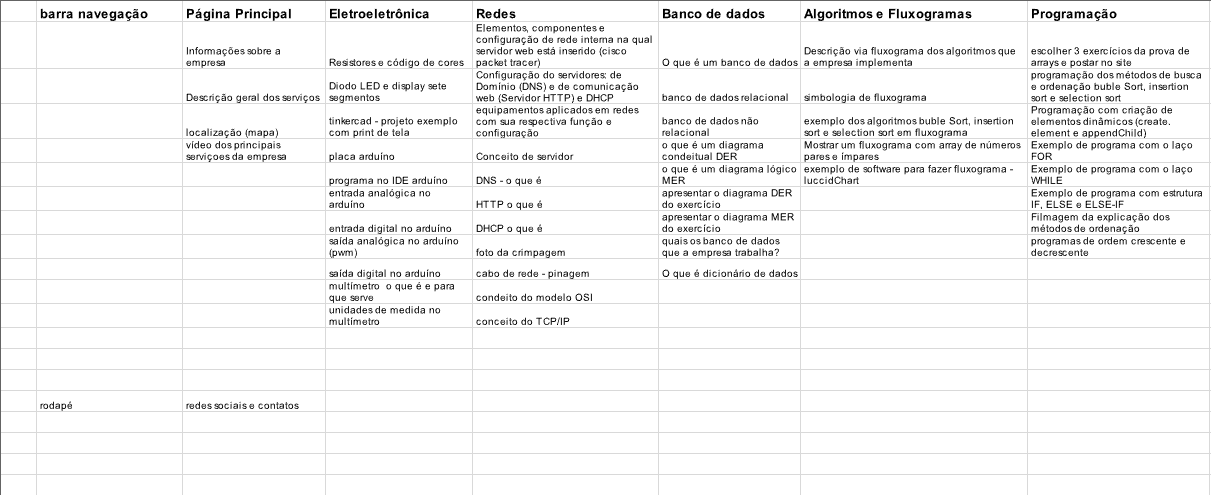 barra navegação
Página Principal
Eletroeletrônica
Redes
Banco de dados
Algoritmos e Fluxogramas
Programação
Informações sobre a
empresa
Resistores e código de cores
Elementos, componentes e
configuração de rede interna na qual
servidor web está inserido (cisco
packet tracer)
O que é um banco de dados
Descrição via fluxograma dos algoritmos que
a empresa implementa
escolher 3 exercícios da prova de
arrays e postar no site
Descrição geral dos serviços
Diodo LED e display sete
segmentos
Configuração do servidores: de
Domínio (DNS) e de comunicação
web (Servidor HTTP) e DHCP
banco de dados relacional
simbologia de fluxograma
programação dos métodos de busca
e ordenação buble Sort, insertion
sort e selection sort
localização (mapa)
tinkercad - projeto exemplo
com print de tela
equipamentos aplicados em redes
com sua respectiva função e
configuração
banco de dados não
relacional
exemplo dos algoritmos buble Sort, insertion
sort e selection sort em fluxograma
Programação com criação de
elementos dinâmicos (create.
element e appendChild)
vídeo dos principais
serviçoes da empresa
placa arduíno
Conceito de servidor
o que é um diagrama
condeitual DER
Mostrar um fluxograma com array de números
pares e ímpares
Exemplo de programa com o laço
FOR
programa no IDE arduíno
DNS - o que é
o que é um diagrama lógico
MER
exemplo de software para fazer fluxograma -
luccidChart
Exemplo de programa com o laço
WHILE
entrada analógica no
arduíno
HTTP o que é
apresentar o diagrama DER
do exercício
Exemplo de programa com estrutura
IF, ELSE e ELSE-IF
entrada digital no arduíno
DHCP o que é
apresentar o diagrama MER
do exercício
Filmagem da explicação dos
métodos de ordenação
saída analógica no arduíno
(pwm)
foto da crimpagem
quais os banco de dados
que a empresa trabalha?
programas de ordem crescente e
decrescente
saída digital no arduíno
cabo de rede - pinagem
O que é dicionário de dados
multímetro  o que é e para
que serve
condeito do modelo OSI
unidades de medida no
multímetro
conceito do TCP/IP
rodapé
redes sociais e contatos